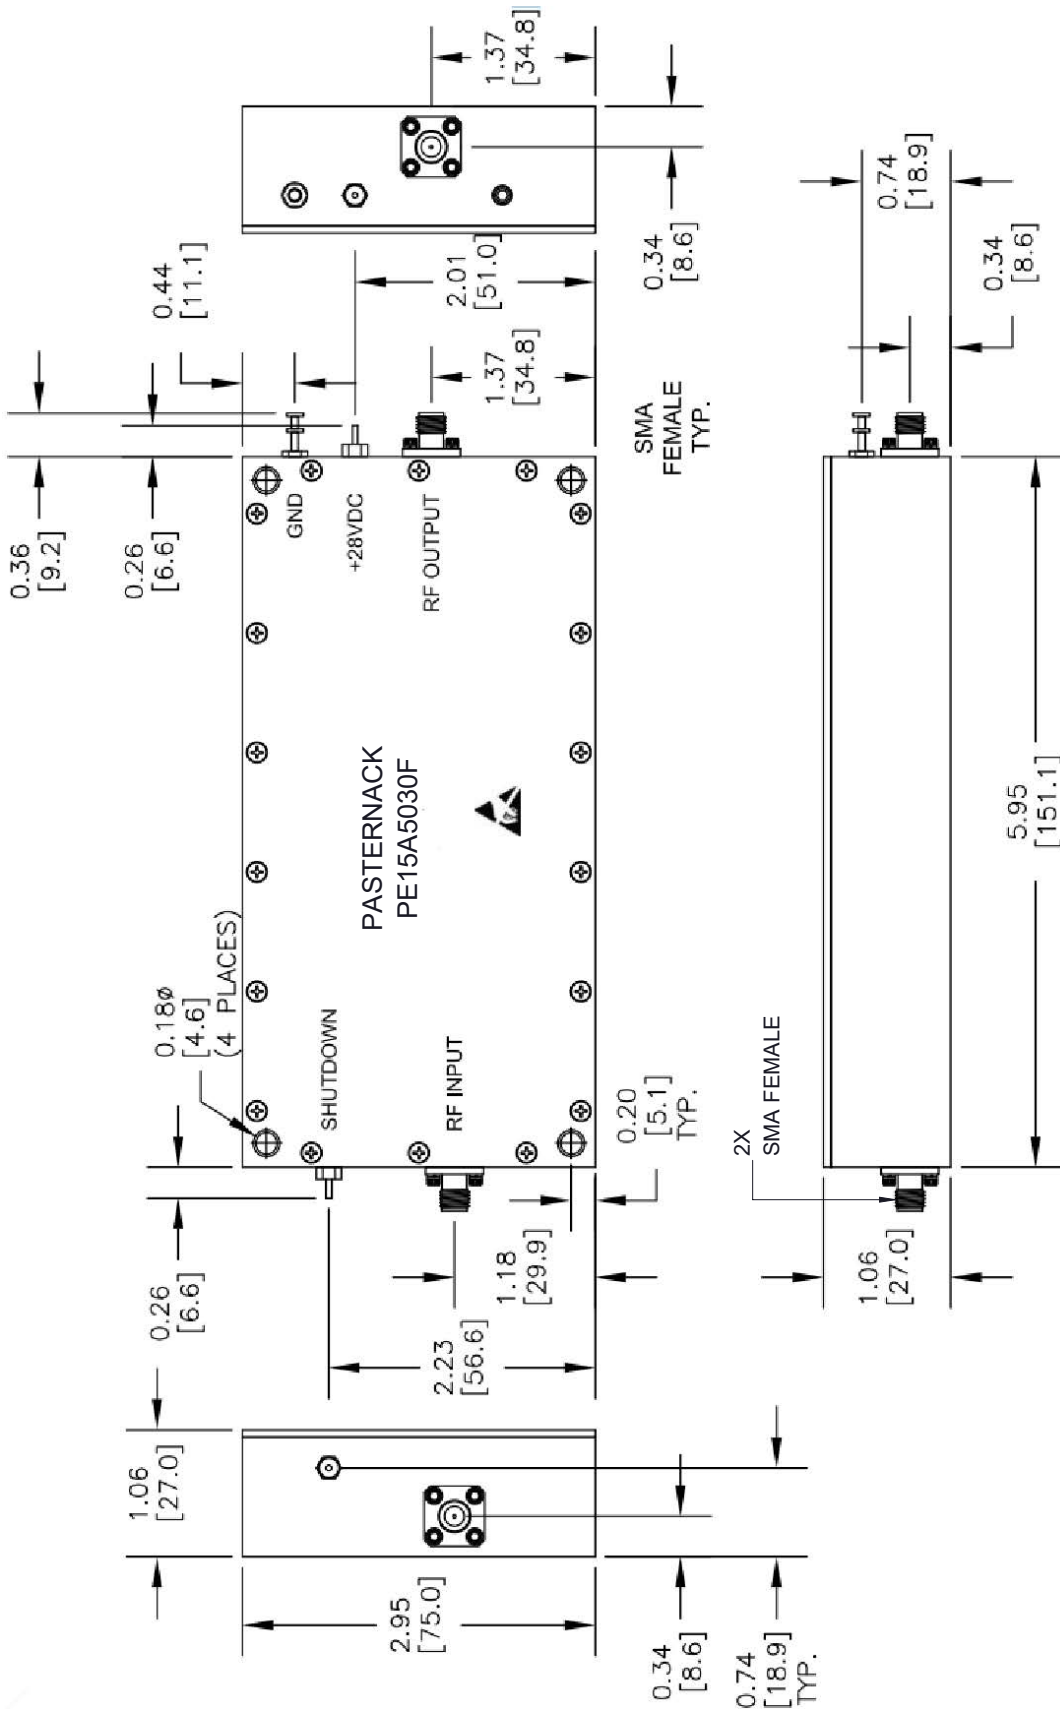 0.36
[9.2]
0.26
[6.6]
0.44
[11.1]
2.01
[51.0]
1.37
[34.8]
0.34
[8.6]
1.37
[34.8]
SMA
FEMALE
TYP.
0.74
[18.9]
0.34
[8.6]
GND
+28VDC
RF OUTPUT
PASTERNACK
PE15A5030F
SHUTDOWN
RF INPUT
0.18ø
[4.6]
(4 PLACES)
0.26
[6.6]
2.23
[56.6]
1.18
[29.9]
0.20
[5.1]
TYP.
2X
SMA FEMALE
5.95
[151.1]
1.06
[27.0]
1.06
[27.0]
2.95
[75.0]
0.34
[8.6]
0.74
[18.9]
TYP.